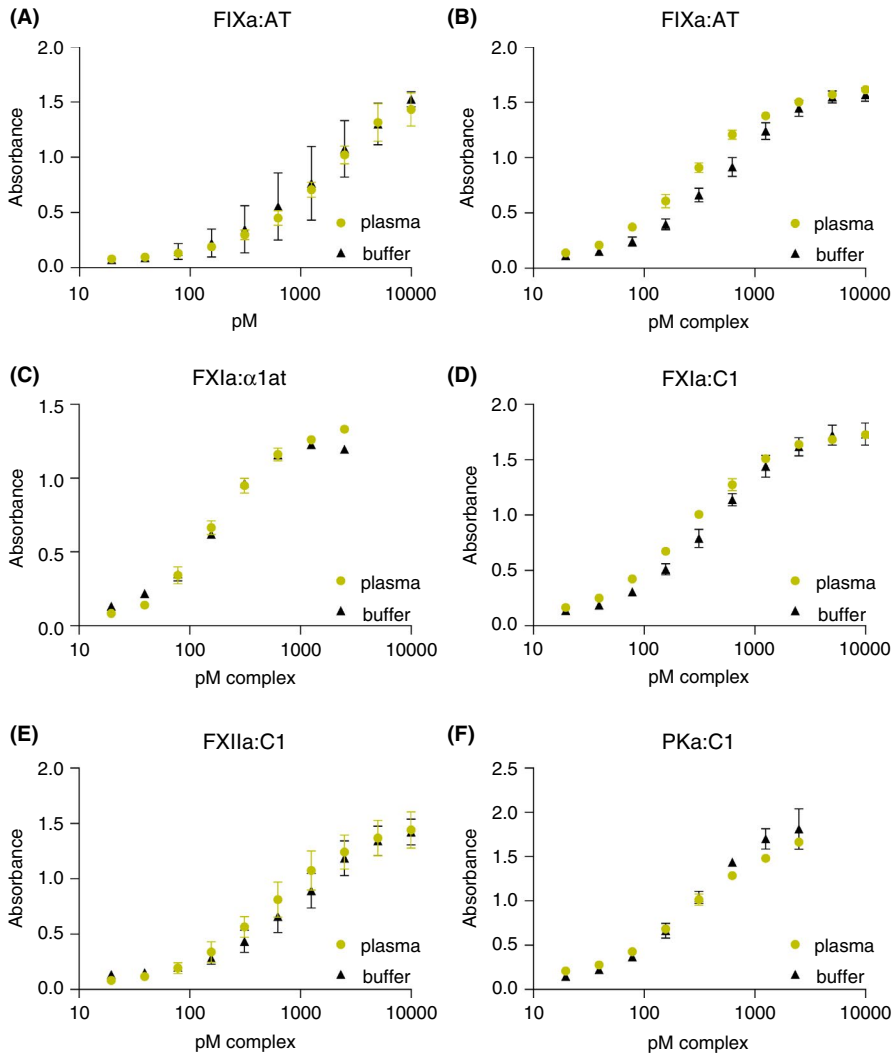 (A)
FIXa:AT
2.0
1.5
1.0
0.5
0.0
Absorbance
plasma
buffer
10 100 1000 10000
pM
(B)
FIXa:AT
2.0
1.5
1.0
0.5
0.0
Absorbance
plasma
buffer
10 100 1000 10000
pM complex
(C)
FXIa:α1at
1.5
1.0
0.5
0.0
Absorbance
plasma
buffer
10 100 1000 10000
pM complex
(D)
FXIa:C1
2.0
1.5
1.0
0.5
0.0
Absorbance
plasma
buffer
10 100 1000 10000
pM complex
(E)
FXIIa:C1
2.0
1.5
1.0
0.5
0.0
Absorbance
plasma
buffer
10 100 1000 10000
pM complex
(F)
PKa:C1
2.5
2.0
1.5
1.0
0.5
0.0
Absorbance
plasma
buffer
10 100 1000 10000
pM complex